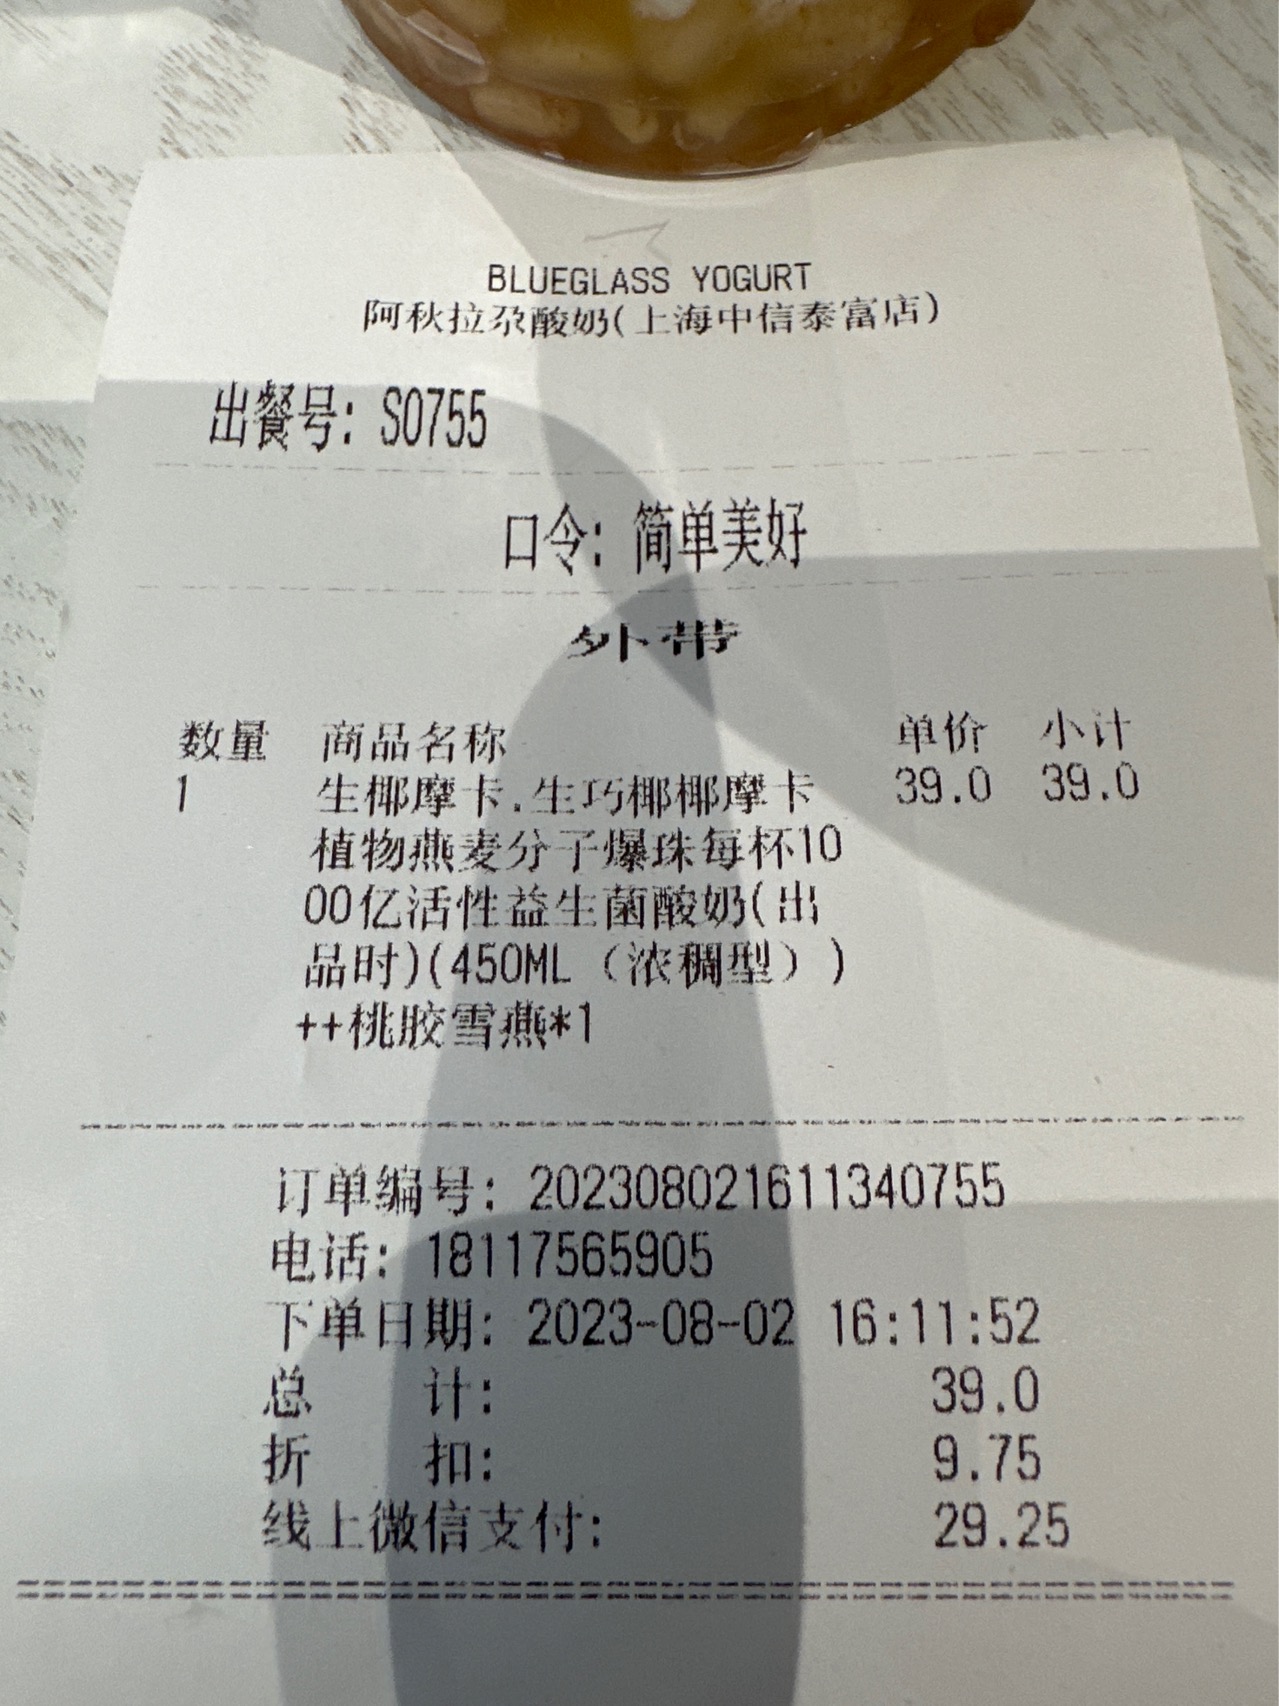 BLUEGLASS YOGURT
阿秋拉尕酸奶(上海中信泰富店)
出餐号: S0755
口令: 简单美好
外带
数量 商品名称 单价 小计
1 生椰摩卡.生巧椰椰摩卡 39.0 39.0
植物燕麦分子爆珠每杯10
00亿活性益生菌酸奶(出
品时)(450ML（浓稠型）)
++桃胶雪燕*1
订单编号: 202308021611340755
电话: 18117565905
下单日期: 2023-08-02 16:11:52
总 计: 39.0
折 扣: 9.75
线上微信支付: 29.25